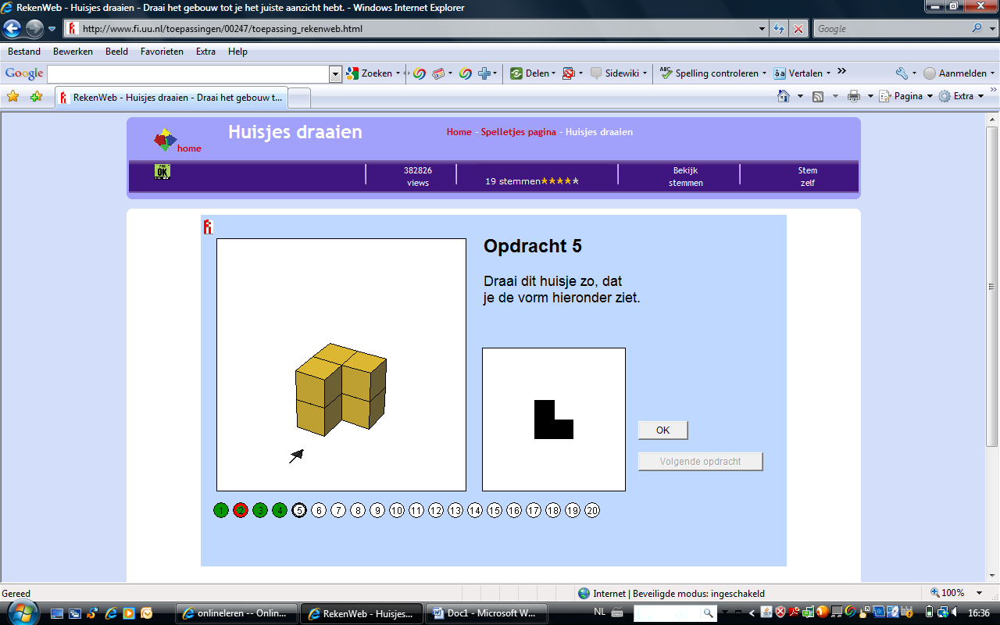 RekenWeb - Huisjes draaien - Draai het gebouw tot je het juiste aanzicht hebt. - Windows Internet Explorer
http://www.fi.uu.nl/toepassingen/00247/toepassing_rekenweb.html
Google
Bestand Bewerken Beeld Favorieten Extra Help
Google Zoeken Delen Sidewiki ABC Spelling controleren Vertalen » Aanmelden
RekenWeb - Huisjes draaien - Draai het gebouw t... Pagina Extra »
home Huisjes draaien Home - Spelletjes pagina - Huisjes draaien
OK 382826 views 19 stemmen Bekijk stemmen Stem zelf
Opdracht 5
Draai dit huisje zo, dat
je de vorm hieronder ziet.
OK
Volgende opdracht
1 2 3 4 5 6 7 8 9 10 11 12 13 14 15 16 17 18 19 20
Gereed Internet | Beveiligde modus: ingeschakeld 100%
onlineleren -- Onlin... RekenWeb - Huisjes... Doc1 - Microsoft W... NL 16:36